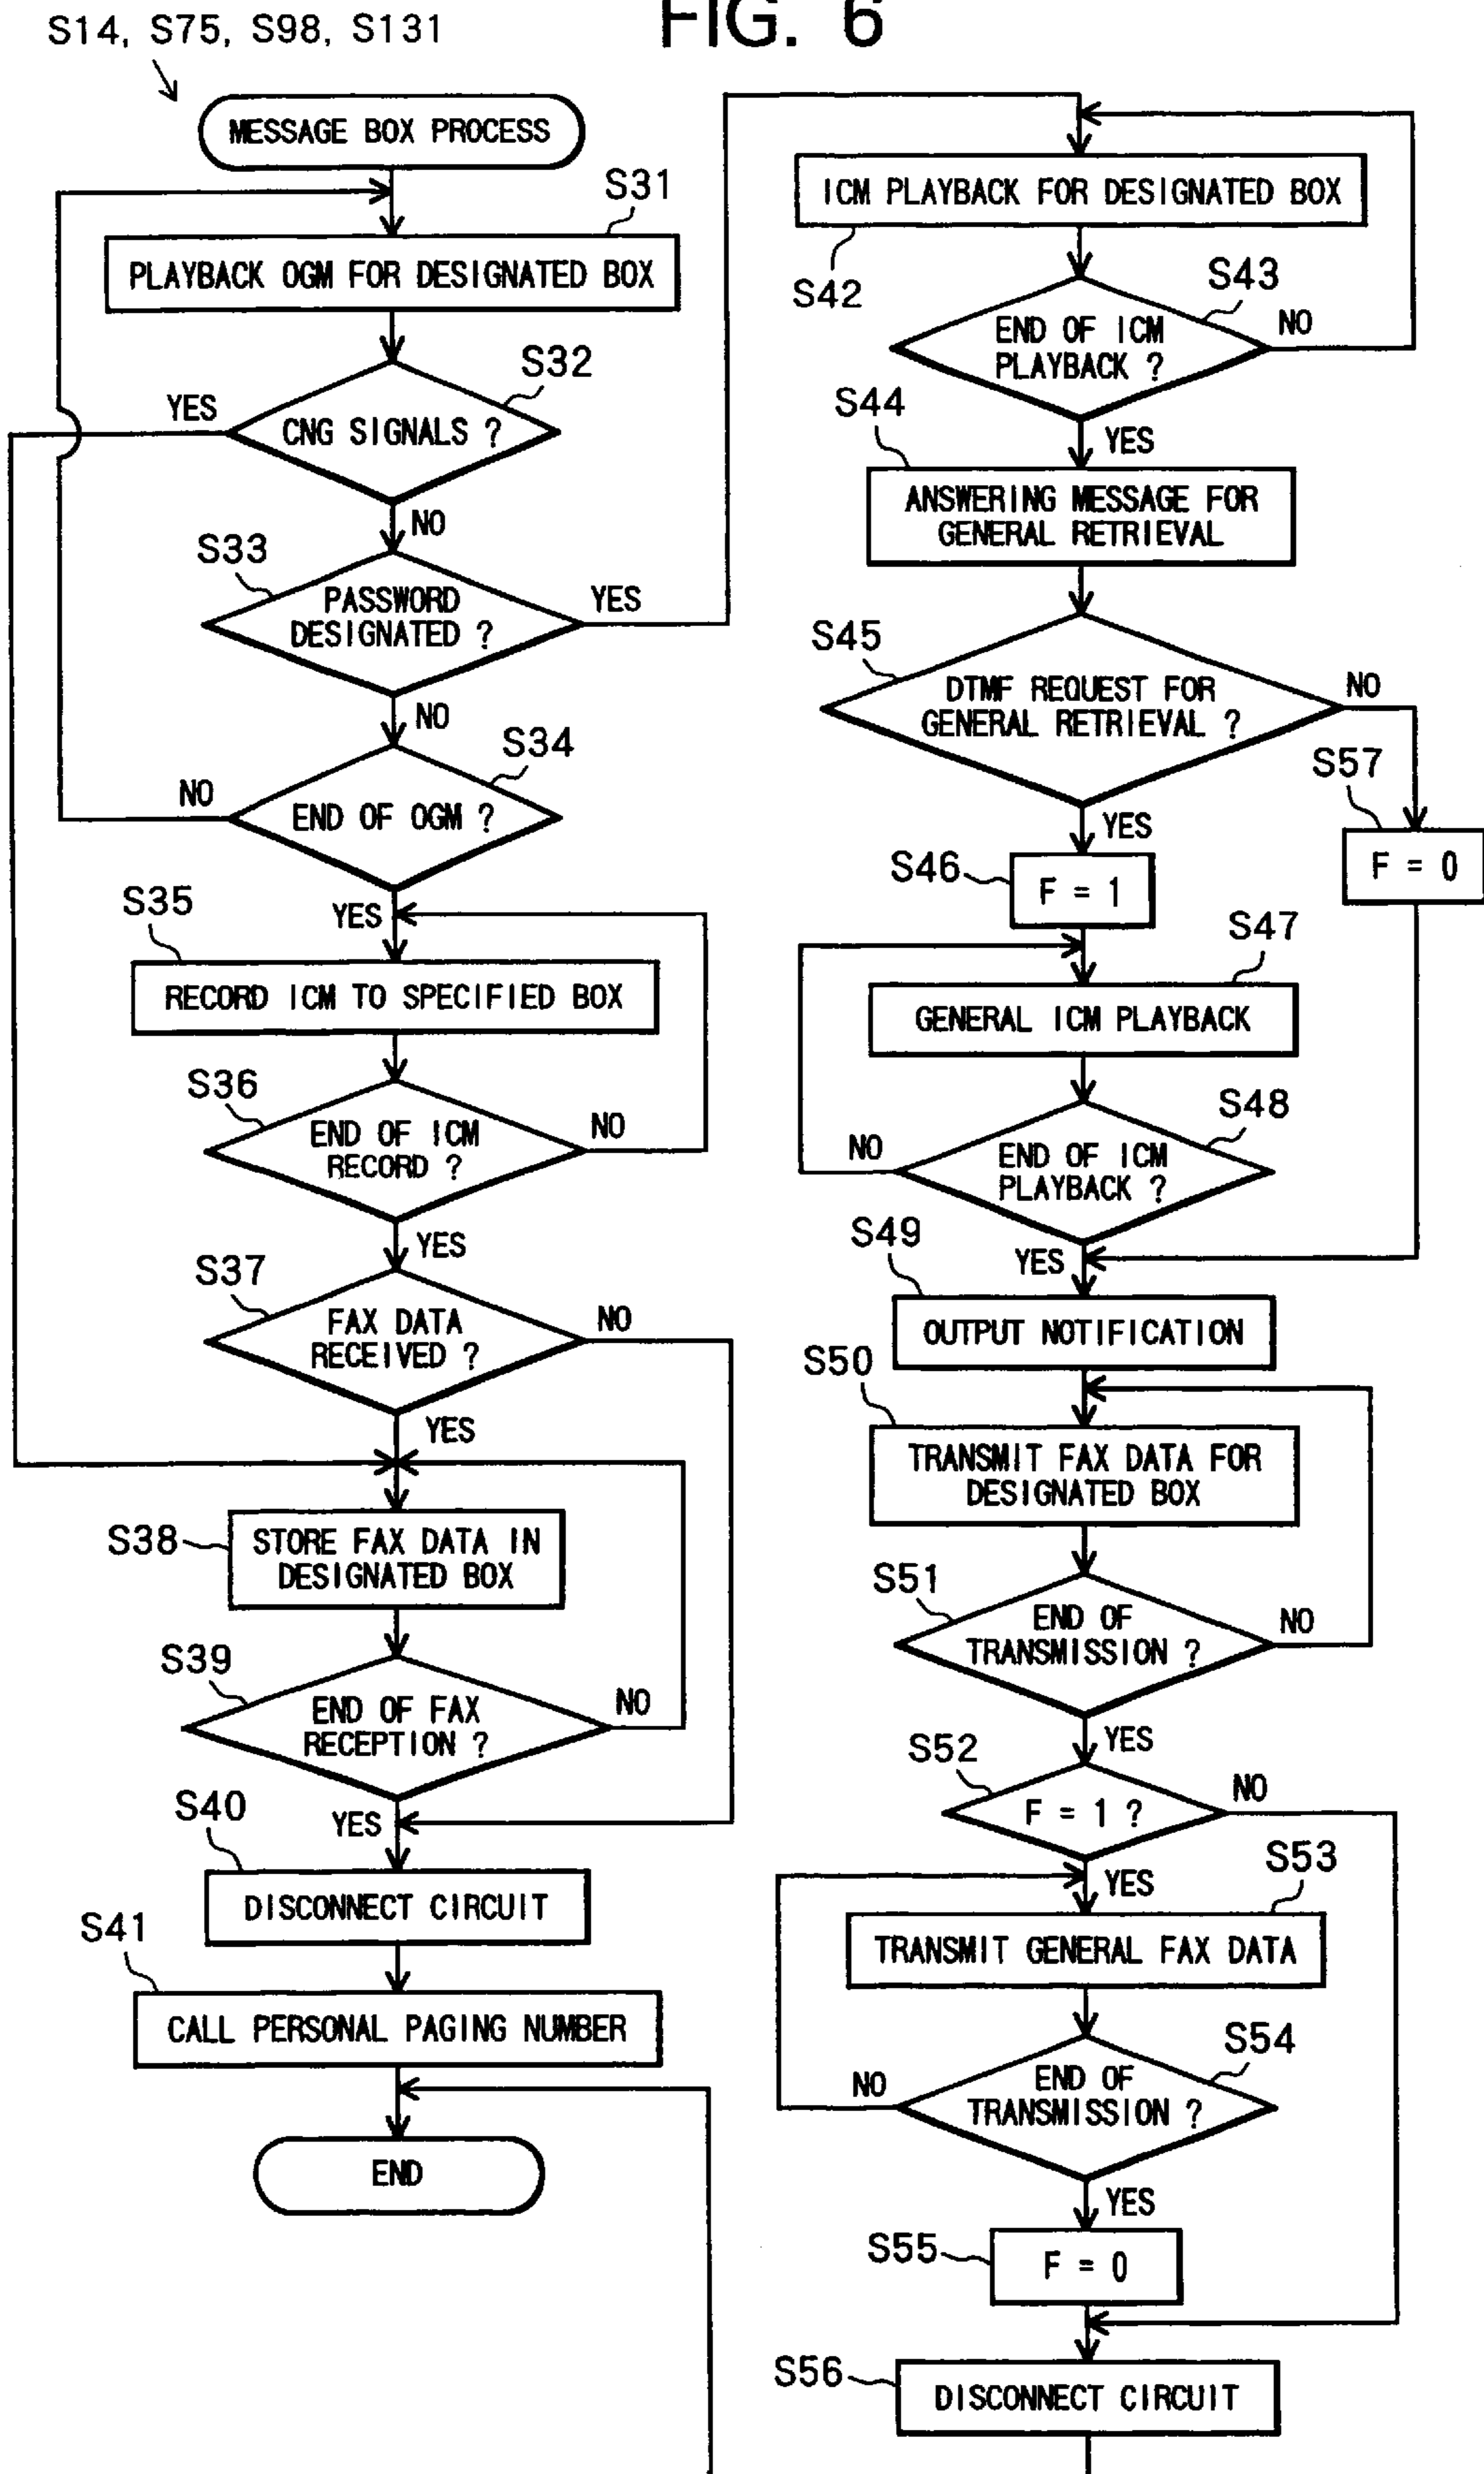 FIG. 6
S14, S75, S98, S131
MESSAGE BOX PROCESS
S31
PLAYBACK OGM FOR DESIGNATED BOX
S32
CNG SIGNALS ?
YES
NO
S33
PASSWORD
DESIGNATED ?
YES
NO
S34
END OF OGM ?
NO
YES
S35
RECORD ICM TO SPECIFIED BOX
S36
END OF ICM
RECORD ?
NO
YES
S37
FAX DATA
RECEIVED ?
NO
YES
S38
STORE FAX DATA IN
DESIGNATED BOX
S39
END OF FAX
RECEPTION ?
NO
YES
S40
DISCONNECT CIRCUIT
S41
CALL PERSONAL PAGING NUMBER
END
ICM PLAYBACK FOR DESIGNATED BOX
S42
S43
END OF ICM
PLAYBACK ?
NO
YES
S44
ANSWERING MESSAGE FOR
GENERAL RETRIEVAL
S45
DTMF REQUEST FOR
GENERAL RETRIEVAL ?
NO
YES
S57
F = 0
S46
F = 1
S47
GENERAL ICM PLAYBACK
S48
END OF ICM
PLAYBACK ?
NO
YES
S49
OUTPUT NOTIFICATION
S50
TRANSMIT FAX DATA FOR
DESIGNATED BOX
S51
END OF
TRANSMISSION ?
NO
YES
S52
F = 1 ?
NO
YES
S53
TRANSMIT GENERAL FAX DATA
S54
END OF
TRANSMISSION ?
NO
YES
S55
F = 0
S56
DISCONNECT CIRCUIT